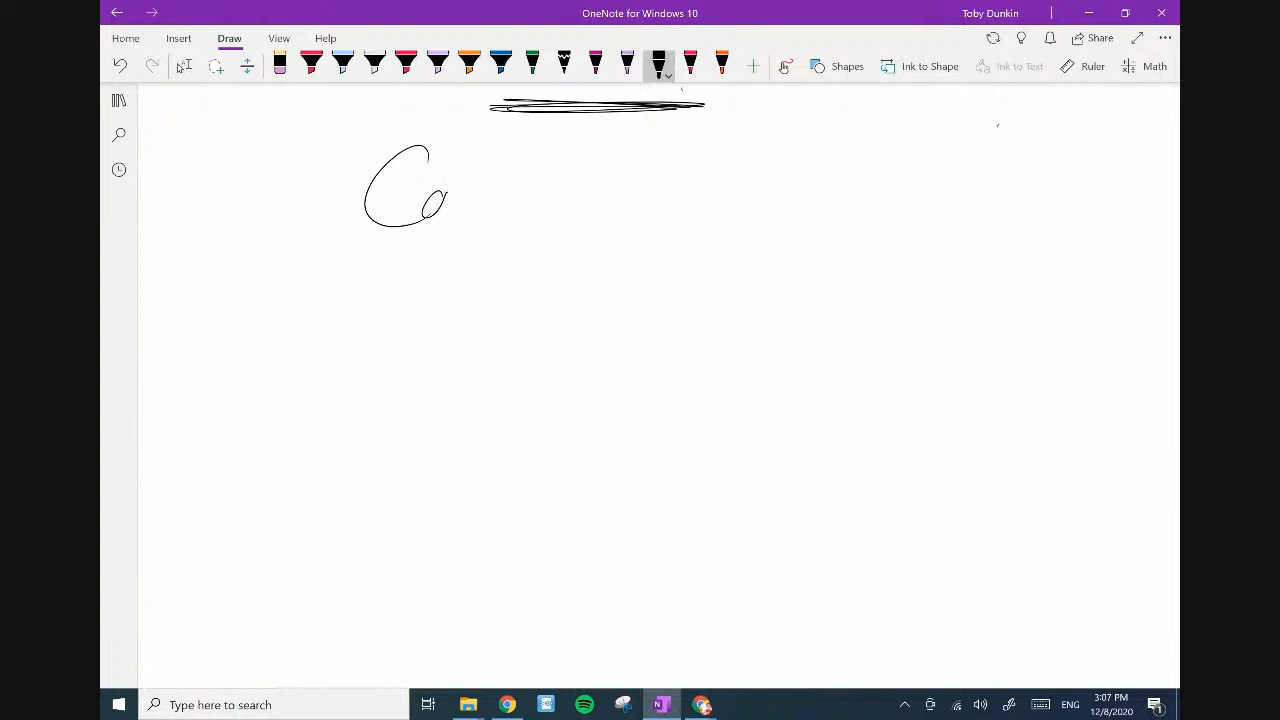 OneNote for Windows 10
Toby Dunkin
Home Insert Draw View Help
Share
Shapes Ink to Shape Ink to Text Ruler Math
Ca
Type here to search
ENG
3:07 PM
12/8/2020